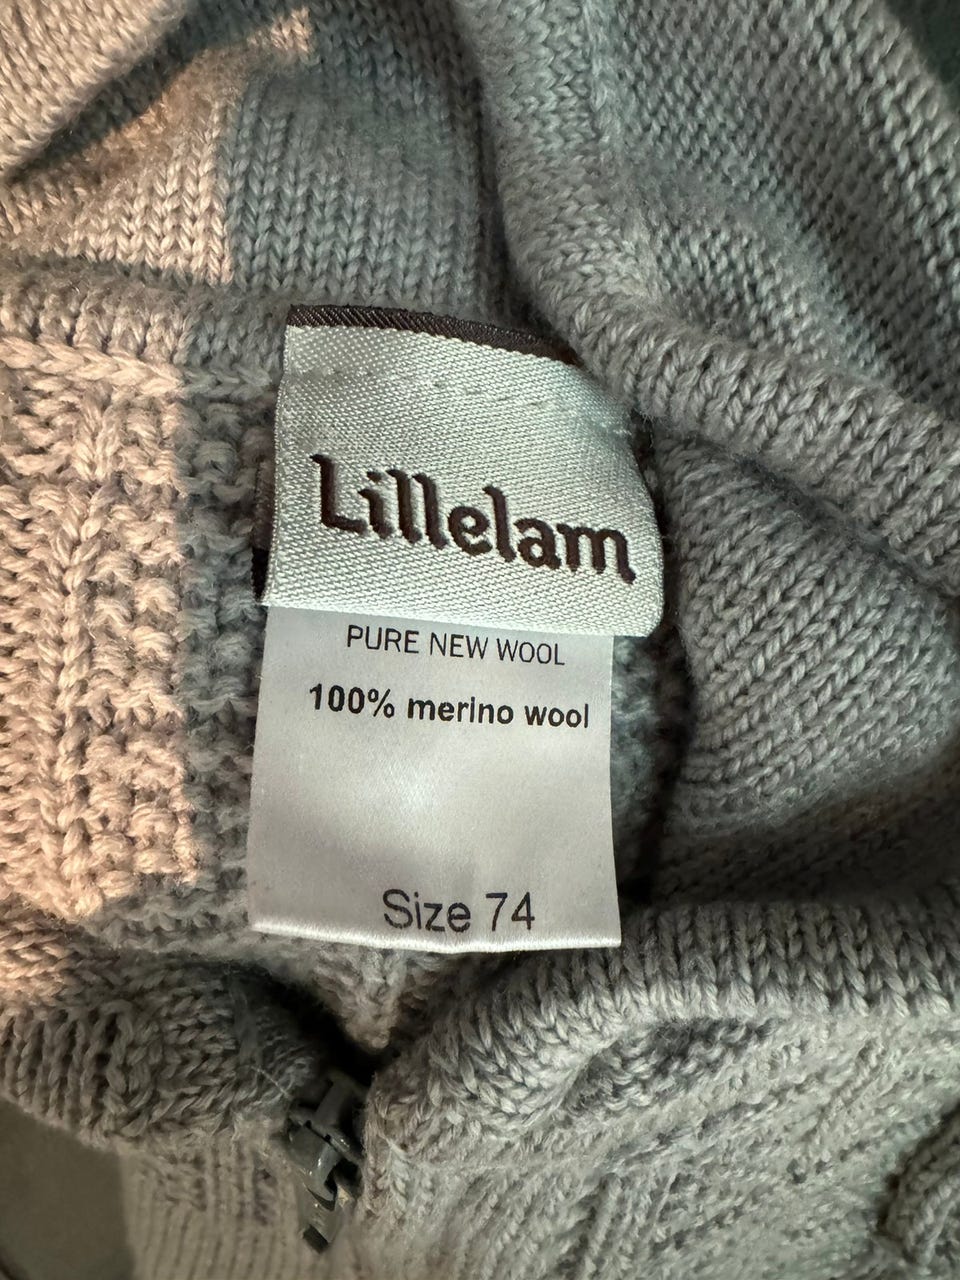 Lillelam
PURE NEW WOOL
100% merino wool
Size 74